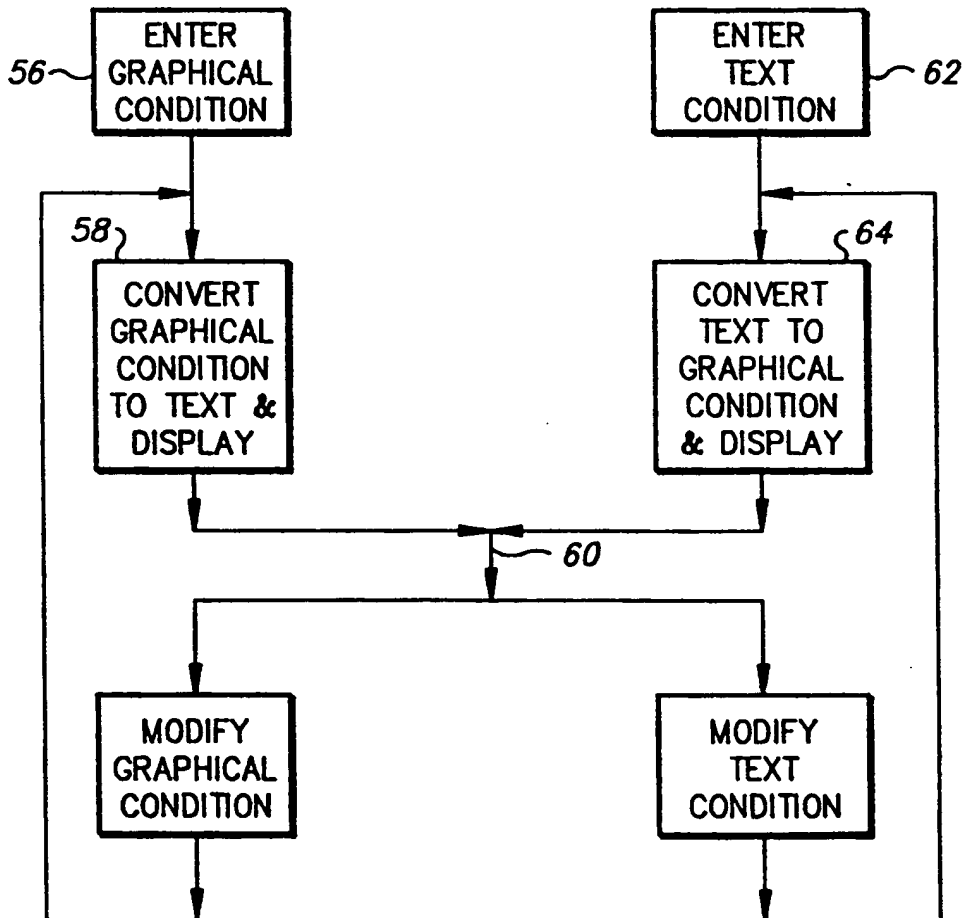 56
ENTER
GRAPHICAL
CONDITION
ENTER
TEXT
CONDITION
62
58
CONVERT
GRAPHICAL
CONDITION
TO TEXT &
DISPLAY
64
CONVERT
TEXT TO
GRAPHICAL
CONDITION
& DISPLAY
60
MODIFY
GRAPHICAL
CONDITION
MODIFY
TEXT
CONDITION